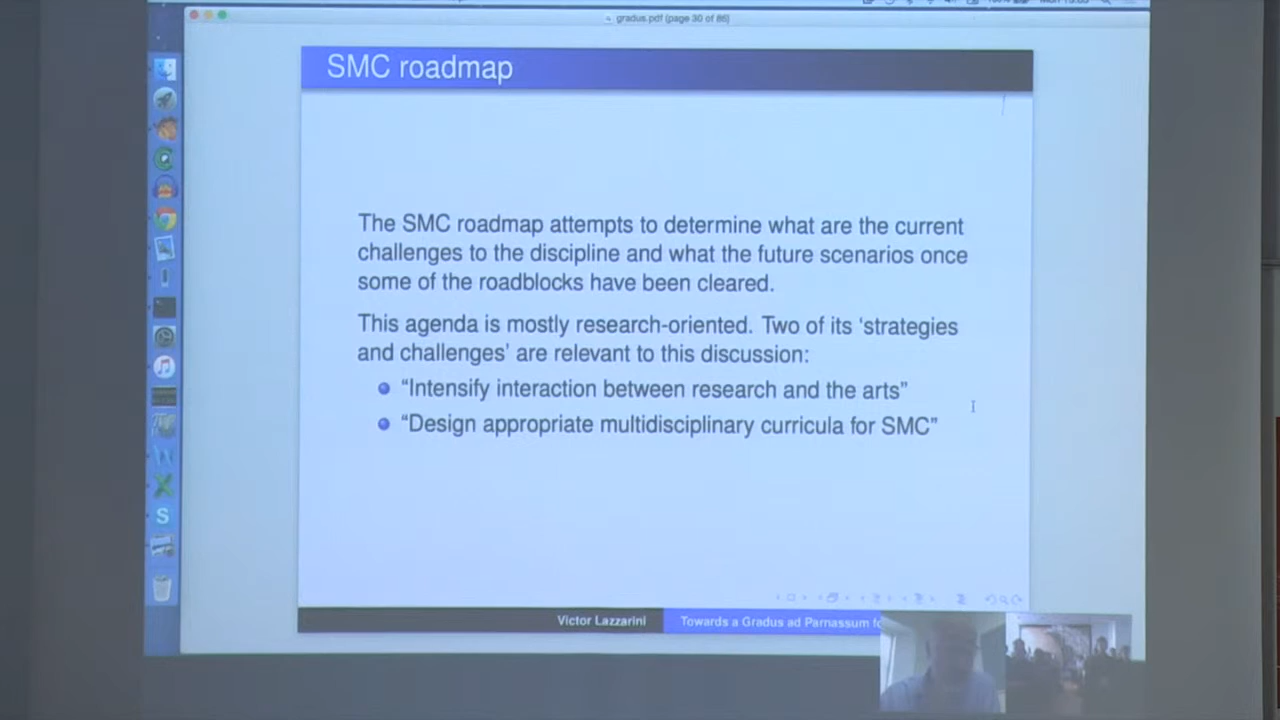 gradus.pdf (page 30 of 86)
SMC roadmap
The SMC roadmap attempts to determine what are the current
challenges to the discipline and what the future scenarios once
some of the roadblocks have been cleared.
This agenda is mostly research-oriented. Two of its ‘strategies
and challenges’ are relevant to this discussion:
“Intensify interaction between research and the arts”
“Design appropriate multidisciplinary curricula for SMC”
Victor Lazzarini
Towards a Gradus ad Parnassum